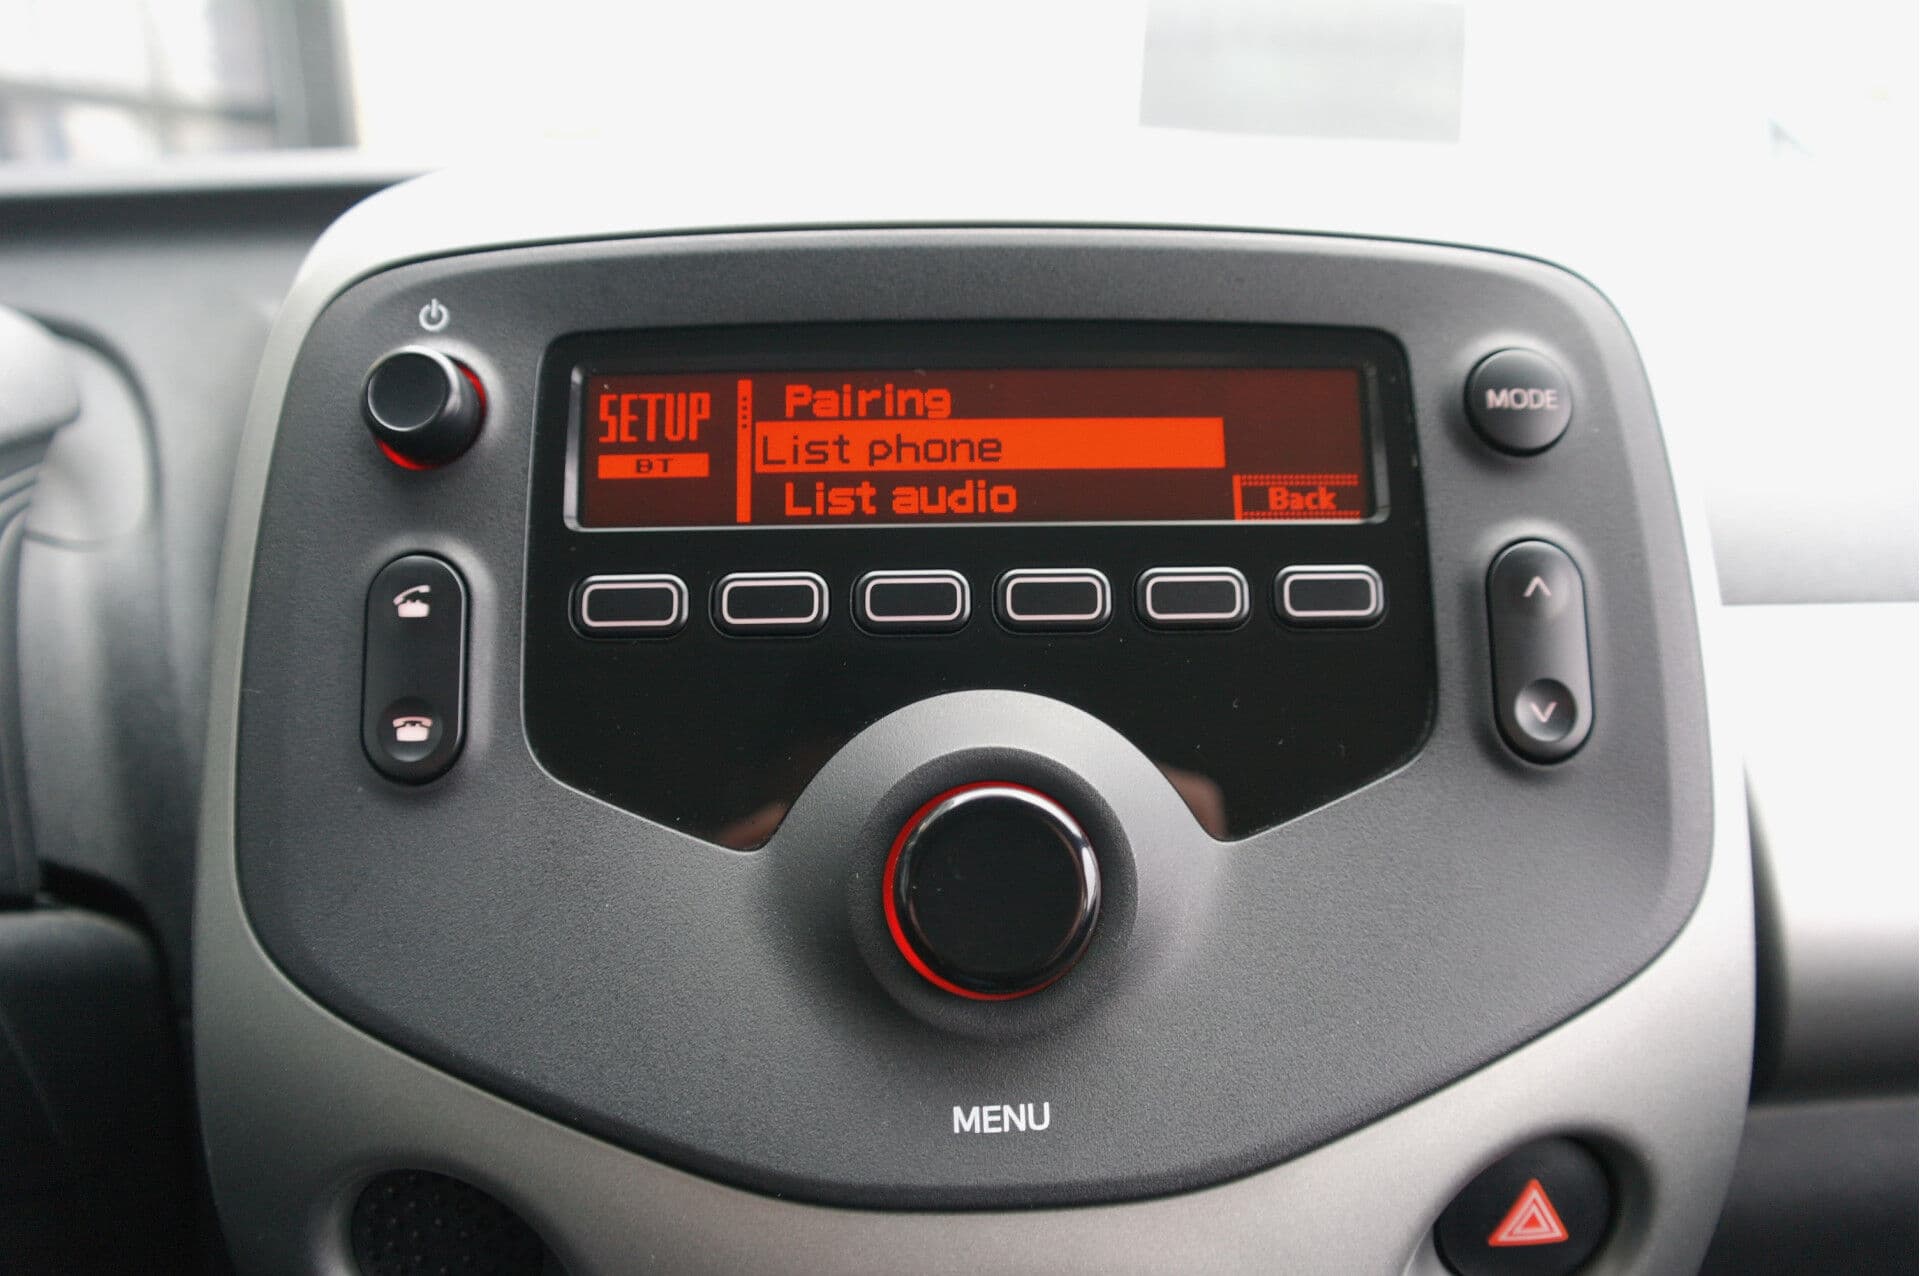 SETUP
BT
Pairing
List phone
List audio
Back
MODE
MENU